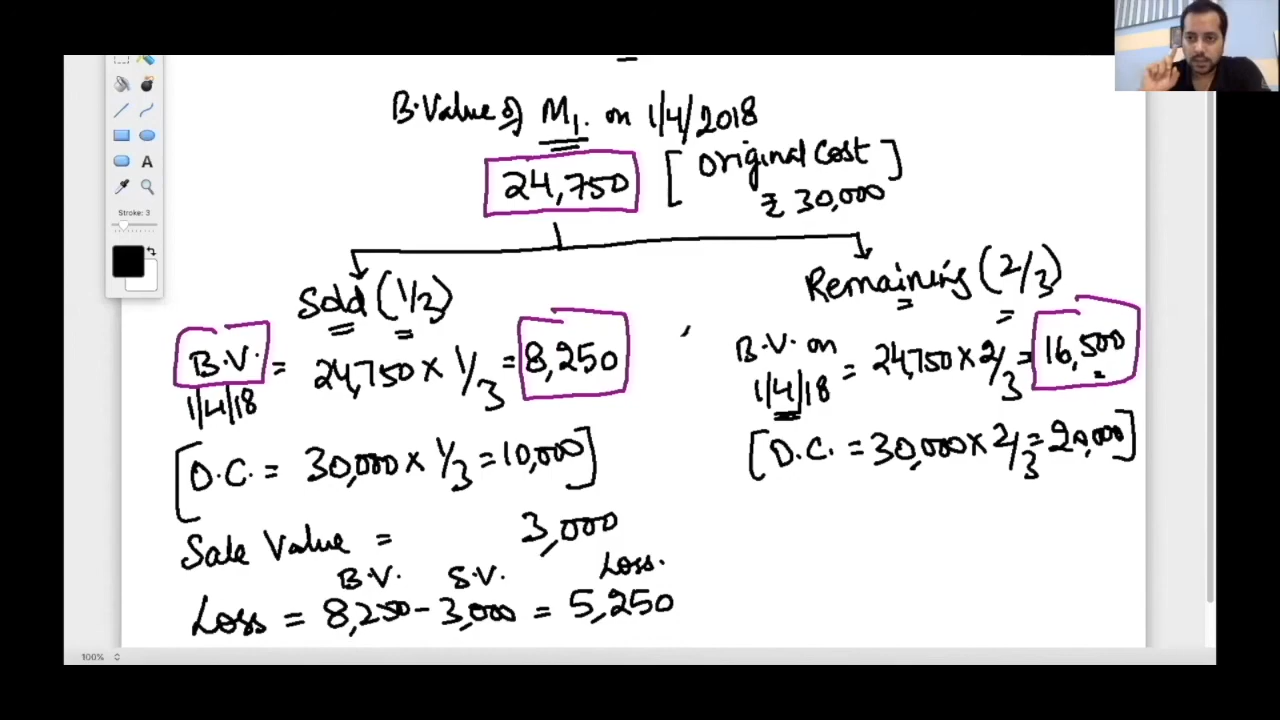 B.Value of M1. on 1/4/2018
24,750 [Original Cost
₹ 30,000]
Sold (1/3)
Remaining (2/3)
B.V. = 24,750 × 1/3 = 8,250
1/4/18
B.V. on
1/4/18 = 24,750 × 2/3 = 16,500
[O.C. = 30,000 × 1/3 = 10,000]
[O.C. = 30,000 × 2/3 = 20,000]
Sale Value = 3,000
B.V. S.V. Loss.
Loss = 8,250 - 3,000 = 5,250
A
Stroke: 3
100%